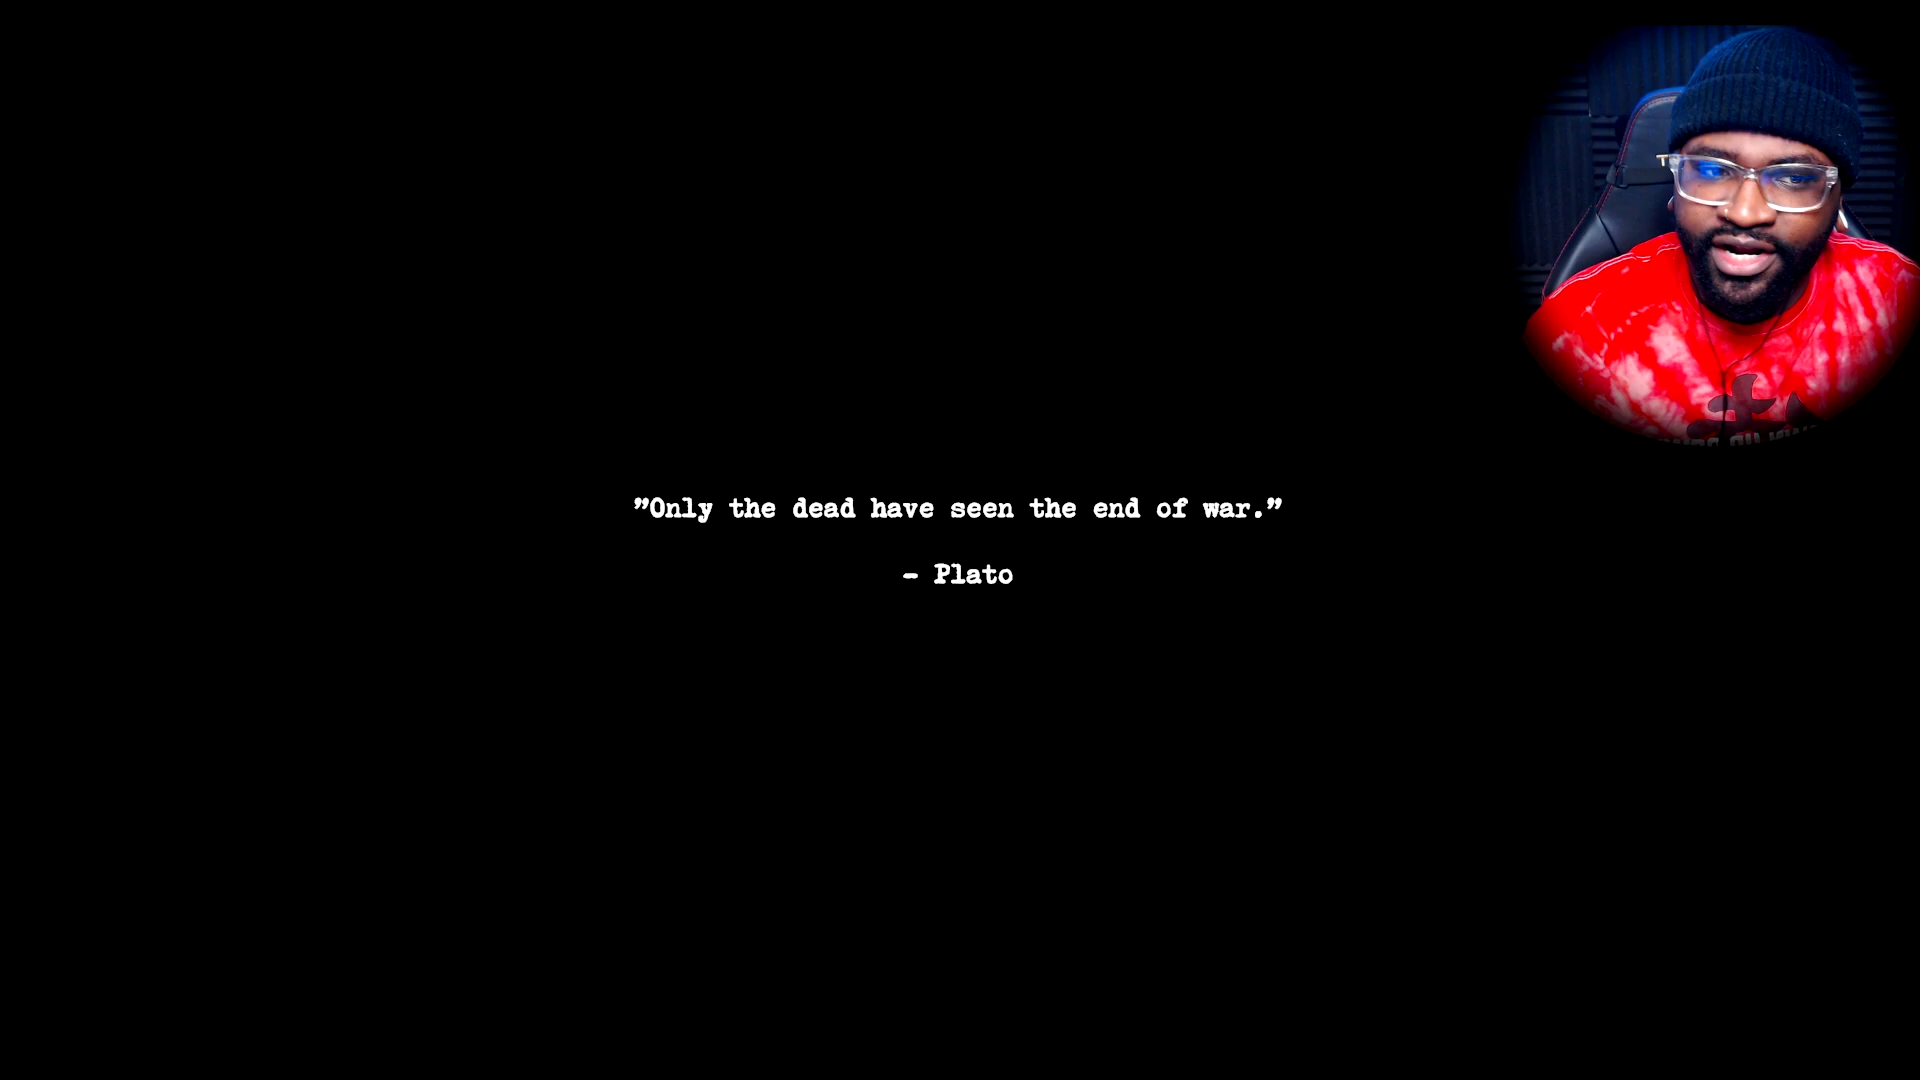 ”Only the dead have seen the end of war.”
- Plato